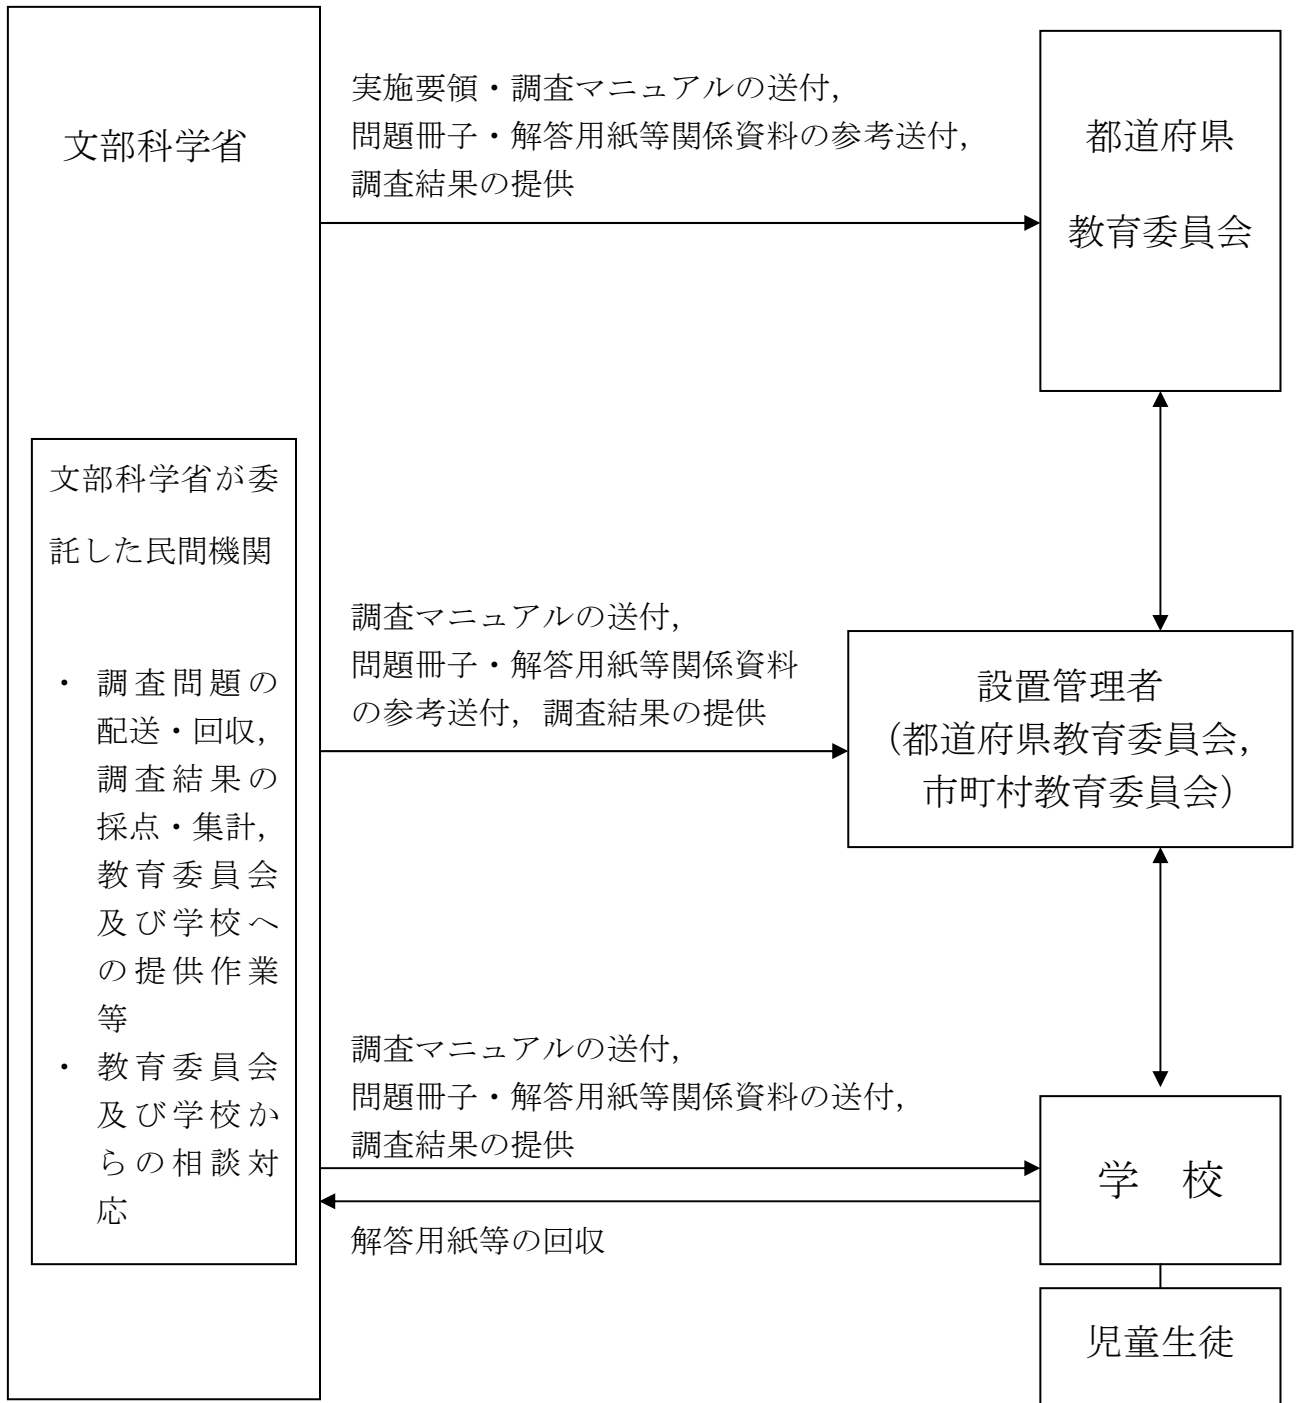 文部科学省
実施要領・調査マニュアルの送付，
問題冊子・解答用紙等関係資料の参考送付，
調査結果の提供
都道府県
教育委員会
文部科学省が委
託した民間機関
・ 調査問題の
配送・回収，
調査結果の
採点・集計，
教育委員会
及び学校へ
の提供作業
等
・ 教育委員会
及び学校か
らの相談対
応
調査マニュアルの送付，
問題冊子・解答用紙等関係資料
の参考送付，調査結果の提供
設置管理者
（都道府県教育委員会，
市町村教育委員会）
調査マニュアルの送付，
問題冊子・解答用紙等関係資料の送付，
調査結果の提供
学　校
解答用紙等の回収
児童生徒